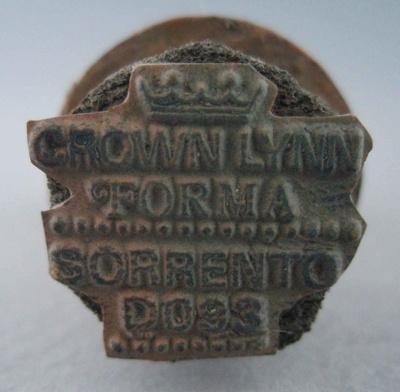 CROWN LYNN
FORMA
SORRENTO
D093